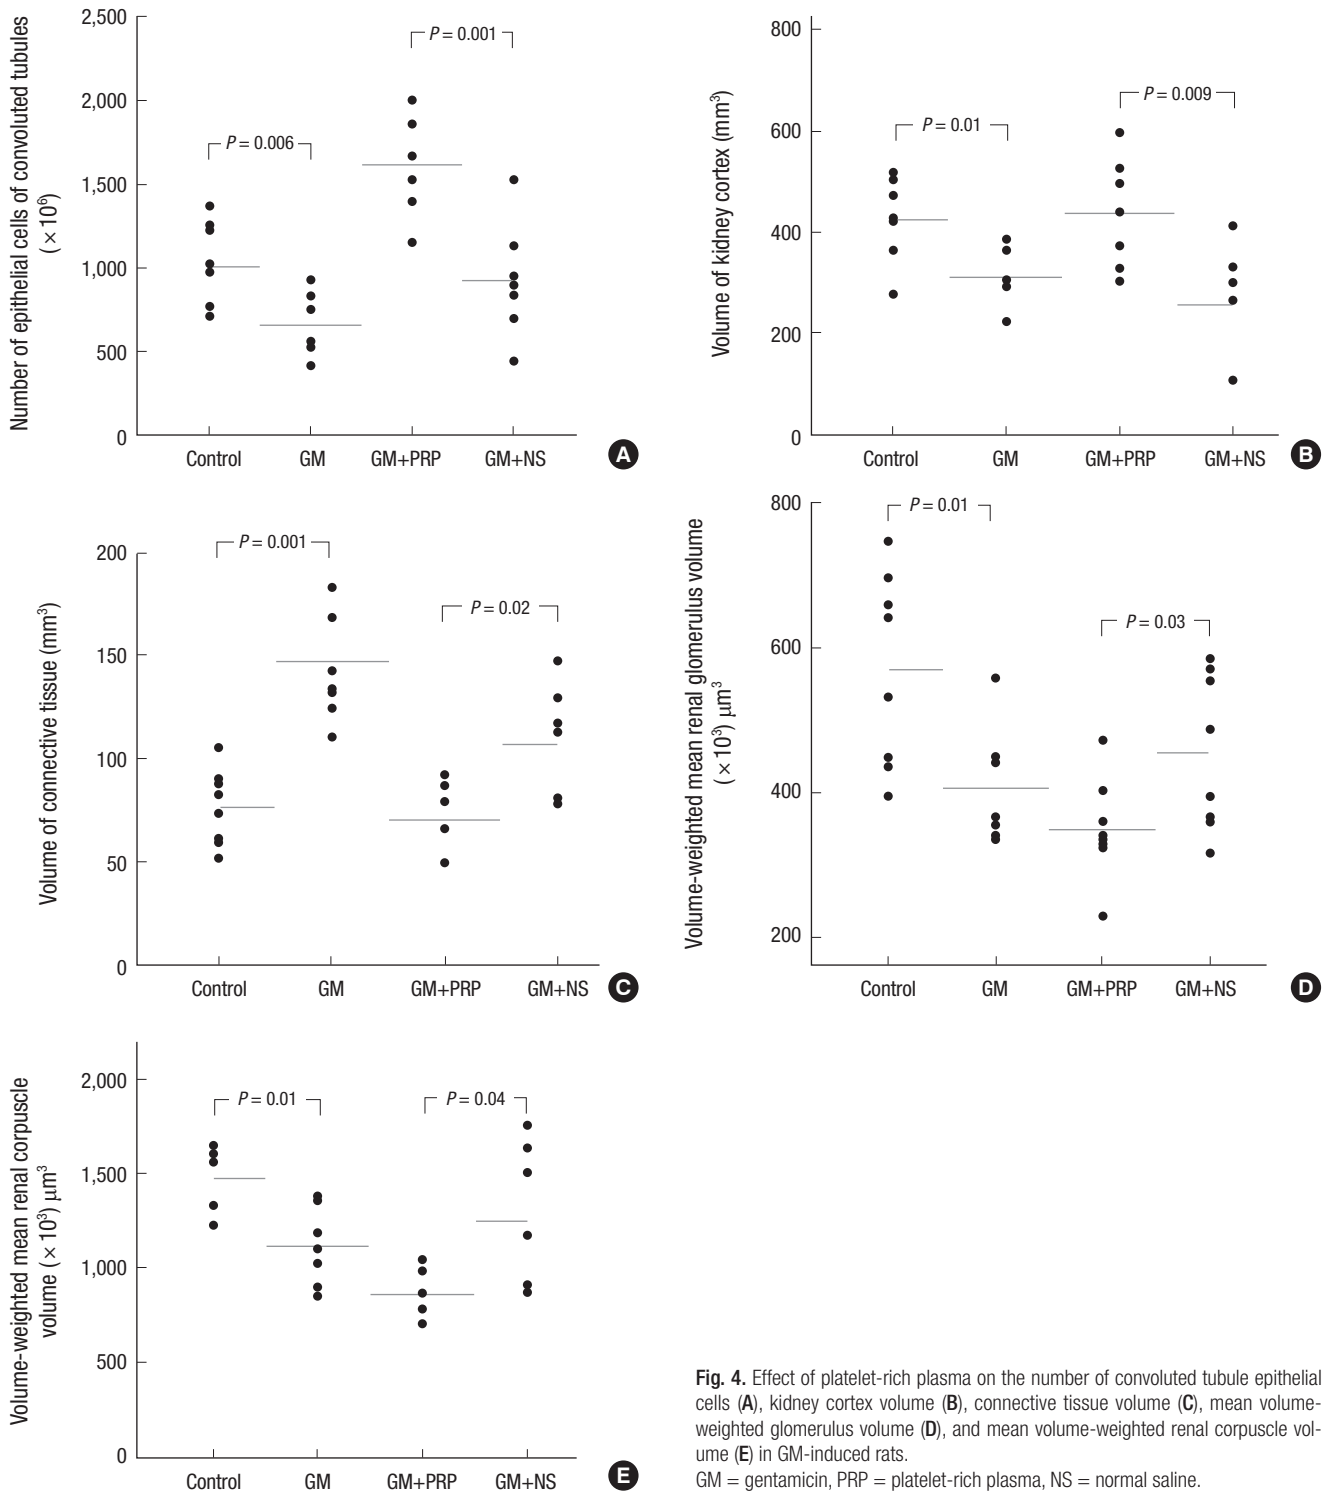 Number of epithelial cells of convoluted tubules
(×10⁶)
2,500
2,000
1,500
1,000
500
0
P = 0.006
P = 0.001
Control GM GM+PRP GM+NS
A
Volume of kidney cortex (mm³)
800
600
400
200
0
P = 0.01
P = 0.009
Control GM GM+PRP GM+NS
B
Volume of connective tissue (mm³)
200
150
100
50
0
P = 0.001
P = 0.02
Control GM GM+PRP GM+NS
C
Volume-weighted mean renal glomerulus volume
(×10³) μm³
800
600
400
200
P = 0.01
P = 0.03
Control GM GM+PRP GM+NS
D
Volume-weighted mean renal corpuscle
volume (×10³) μm³
2,000
1,500
1,000
500
0
P = 0.01
P = 0.04
Control GM GM+PRP GM+NS
E
Fig. 4. Effect of platelet-rich plasma on the number of convoluted tubule epithelial
cells (A), kidney cortex volume (B), connective tissue volume (C), mean volume-
weighted glomerulus volume (D), and mean volume-weighted renal corpuscle vol-
ume (E) in GM-induced rats.
GM = gentamicin, PRP = platelet-rich plasma, NS = normal saline.